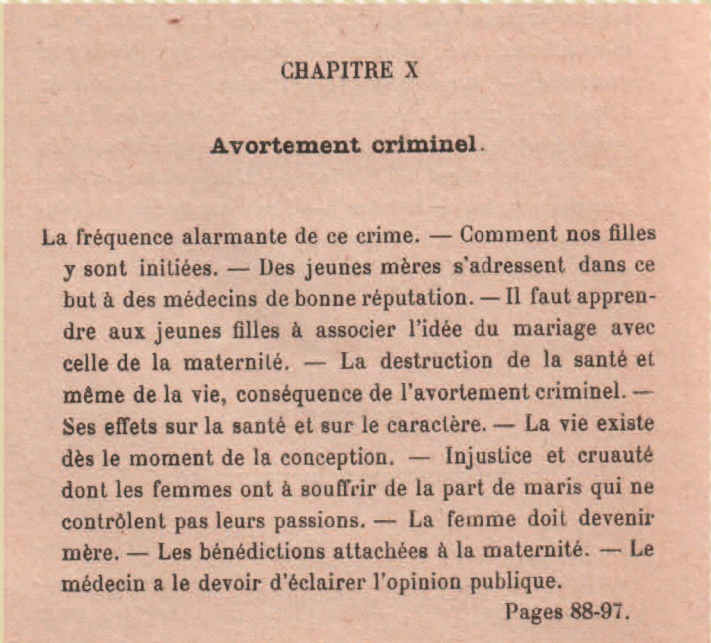 CHAPITRE X
Avortement criminel.
La fréquence alarmante de ce crime. — Comment nos filles
y sont initiées. — Des jeunes mères s'adressent dans ce
but à des médecins de bonne réputation. — Il faut appren-
dre aux jeunes filles à associer l'idée du mariage avec
celle de la maternité. — La destruction de la santé et
même de la vie, conséquence de l'avortement criminel. —
Ses effets sur la santé et sur le caractère. — La vie existe
dès le moment de la conception. — Injustice et cruauté
dont les femmes ont à souffrir de la part de maris qui ne
contrôlent pas leurs passions. — La femme doit devenir
mère. — Les bénédictions attachées à la maternité. — Le
médecin a le devoir d'éclairer l'opinion publique.
Pages 88-97.